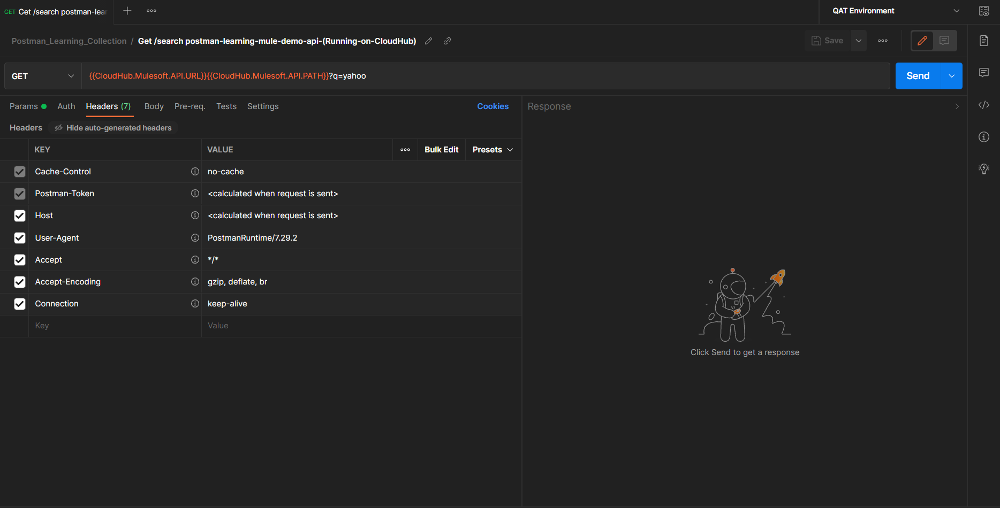 GET Get /search postman-lear
QAT Environment
Postman_Learning_Collection / Get /search postman-learning-mule-demo-api-(Running-on-CloudHub)
Save
GET
{{CloudHub.Mulesoft.API.URL}}{{CloudHub.Mulesoft.API.PATH}}?q=yahoo
Send
Params Auth Headers (7) Body Pre-req. Tests Settings Cookies
Response
Headers Hide auto-generated headers
KEY VALUE Bulk Edit Presets
Cache-Control no-cache
Postman-Token <calculated when request is sent>
Host <calculated when request is sent>
User-Agent PostmanRuntime/7.29.2
Accept */*
Accept-Encoding gzip, deflate, br
Connection keep-alive
Key Value
Click Send to get a response